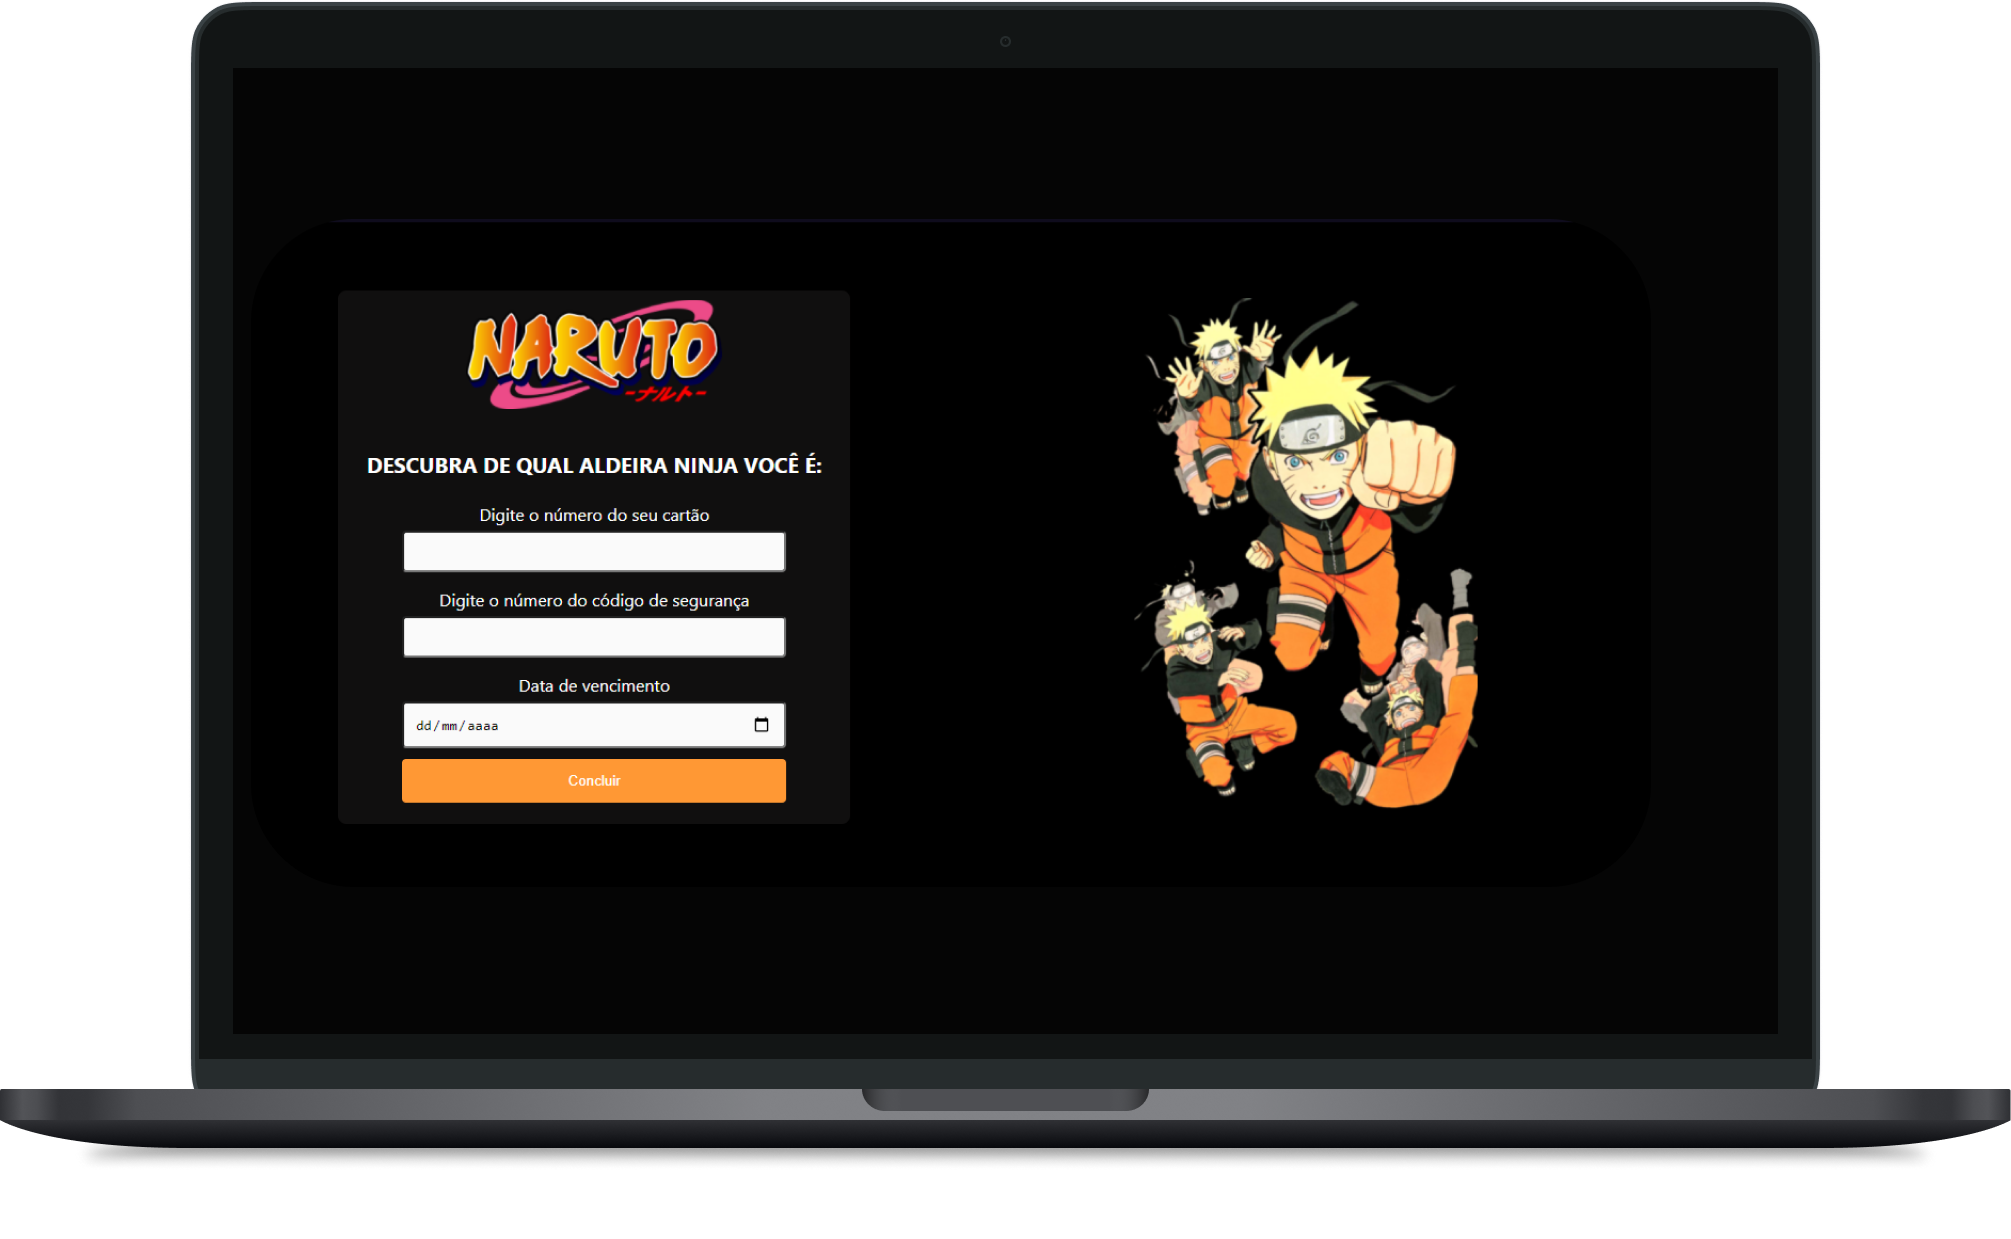 NARUTO
-ナルト-
DESCUBRA DE QUAL ALDEIRA NINJA VOCÊ É:
Digite o número do seu cartão
Digite o número do código de segurança
Data de vencimento
dd/mm/aaaa
Concluir